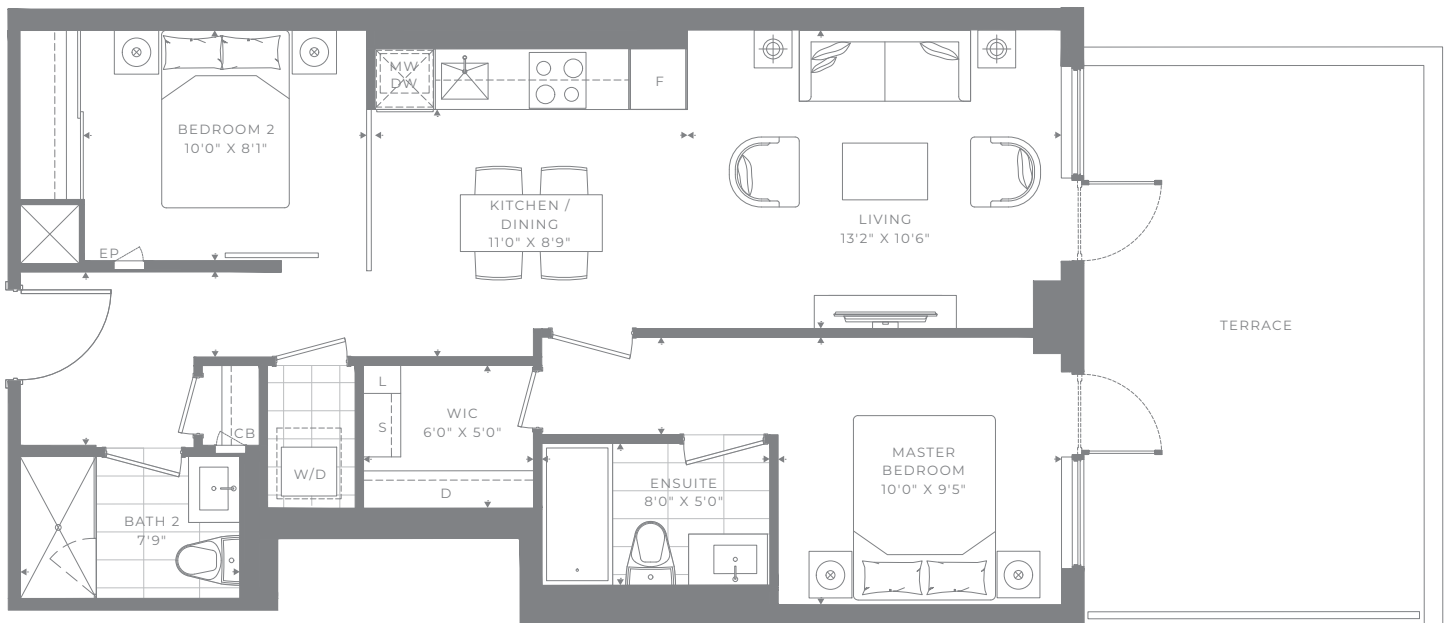 MW
DW
F
BEDROOM 2
10'0" X 8'1"
KITCHEN /
DINING
11'0" X 8'9"
LIVING
13'2" X 10'6"
EP
TERRACE
L
S
WIC
6'0" X 5'0"
CB
W/D
D
MASTER
BEDROOM
10'0" X 9'5"
ENSUITE
8'0" X 5'0"
BATH 2
7'9"